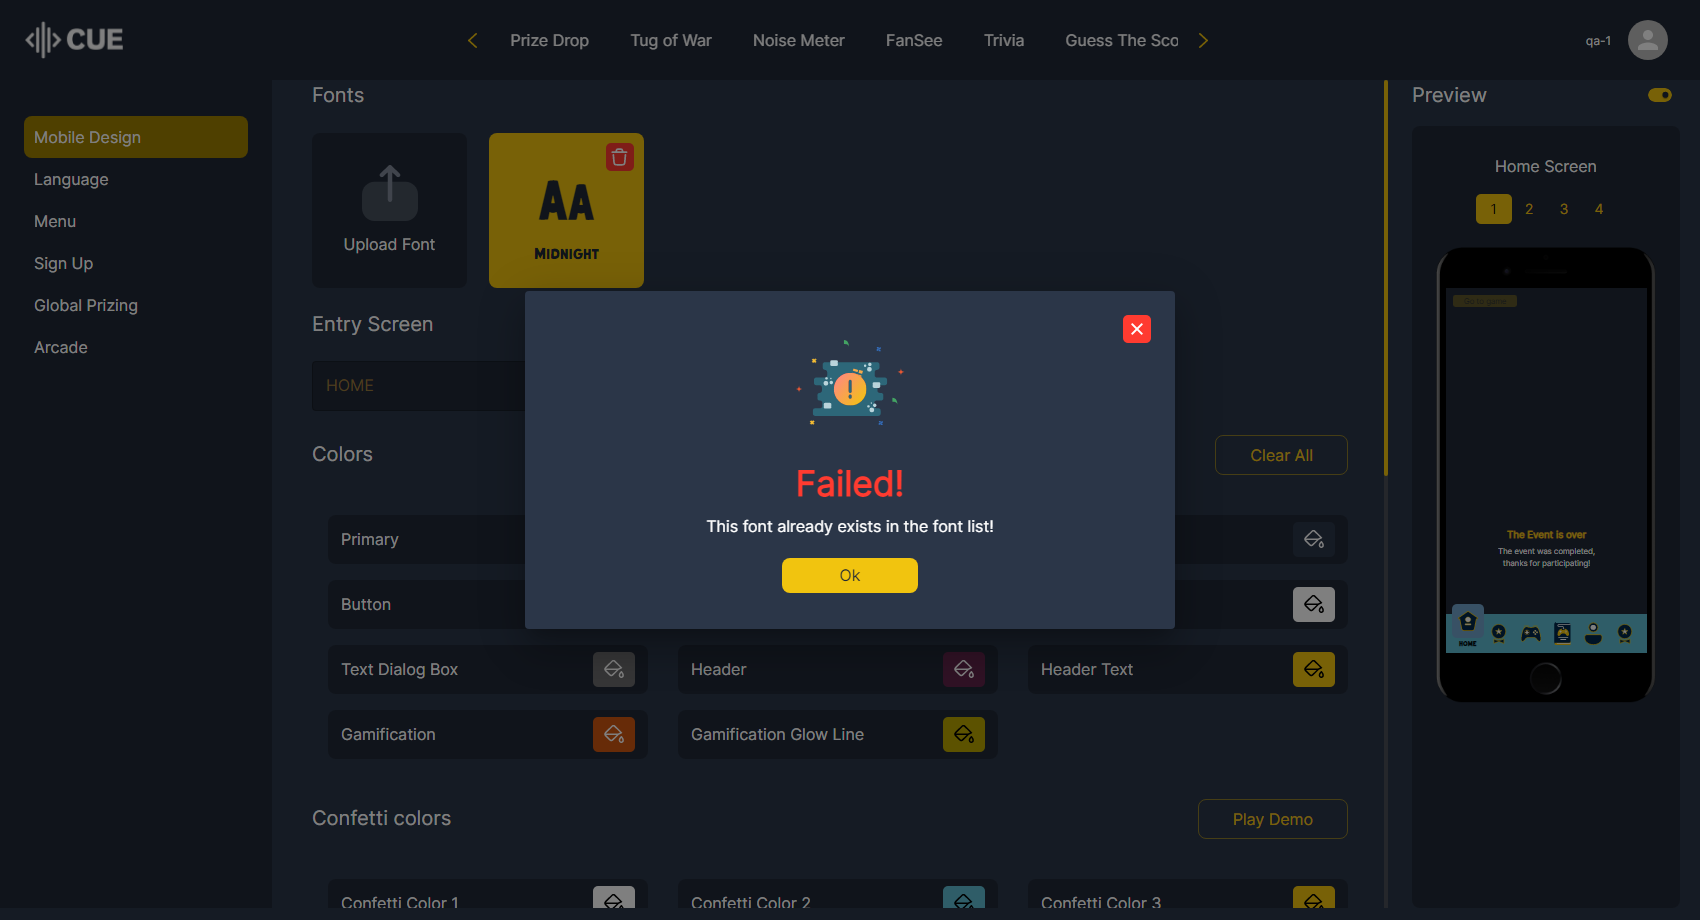 CUE
Prize Drop
Tug of War
Noise Meter
FanSee
Trivia
Guess The Sco
qa-1
Mobile Design
Language
Menu
Sign Up
Global Prizing
Arcade
Fonts
Upload Font
AA
MIDNIGHT
Entry Screen
HOME
Colors
Clear All
Primary
Button
Text Dialog Box
Header
Header Text
Gamification
Gamification Glow Line
Confetti colors
Play Demo
Confetti Color 1
Confetti Color 2
Confetti Color 3
Failed!
This font already exists in the font list!
Ok
Preview
Home Screen
1
2
3
4
Go to game
The Event is over
The event was completed,
thanks for participating!
HOME